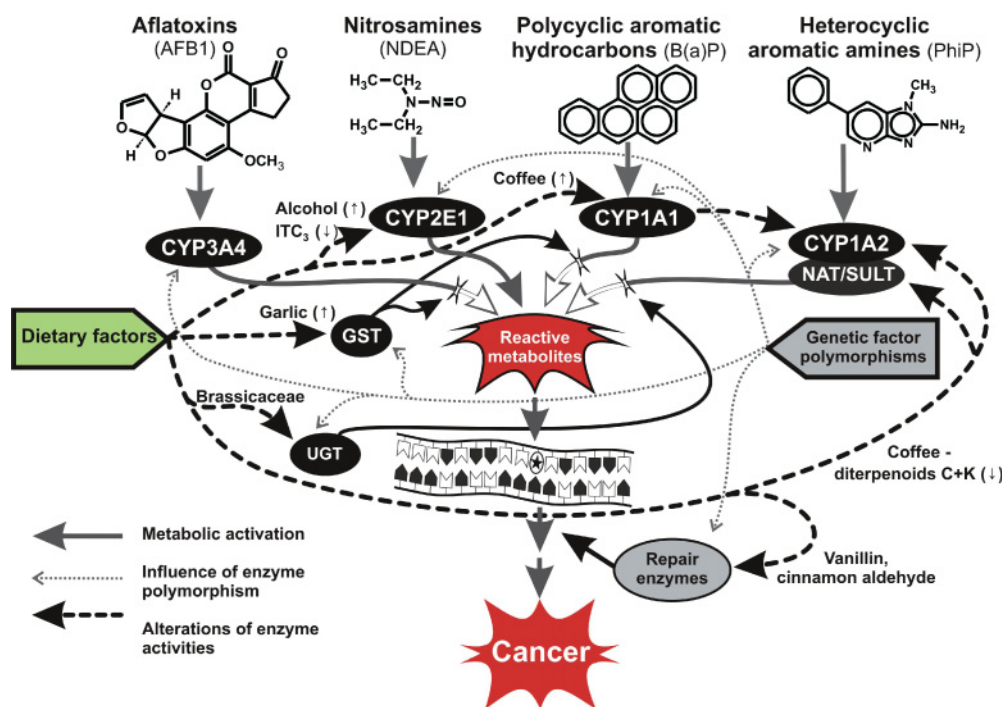 Aflatoxins
(AFB1)
Nitrosamines
(NDEA)
Polycyclic aromatic
hydrocarbons (B(a)P)
Heterocyclic
aromatic amines (PhiP)
O
O
O
H
O
H
O
OCH3
H3C
CH2
N-N=O
H3C
CH2
CH3
N
NH2
N
N
Coffee (↑)
Alcohol (↑)
ITC3 (↓)
CYP2E1
CYP1A1
CYP3A4
CYP1A2
NAT/SULT
Garlic (↑)
GST
Dietary factors
Reactive
metabolites
Genetic factor
polymorphisms
Brassicaceae
UGT
Coffee -
diterpenoids C+K (↓)
Metabolic activation
Influence of enzyme
polymorphism
Alterations of enzyme
activities
Repair
enzymes
Vanillin,
cinnamon aldehyde
Cancer